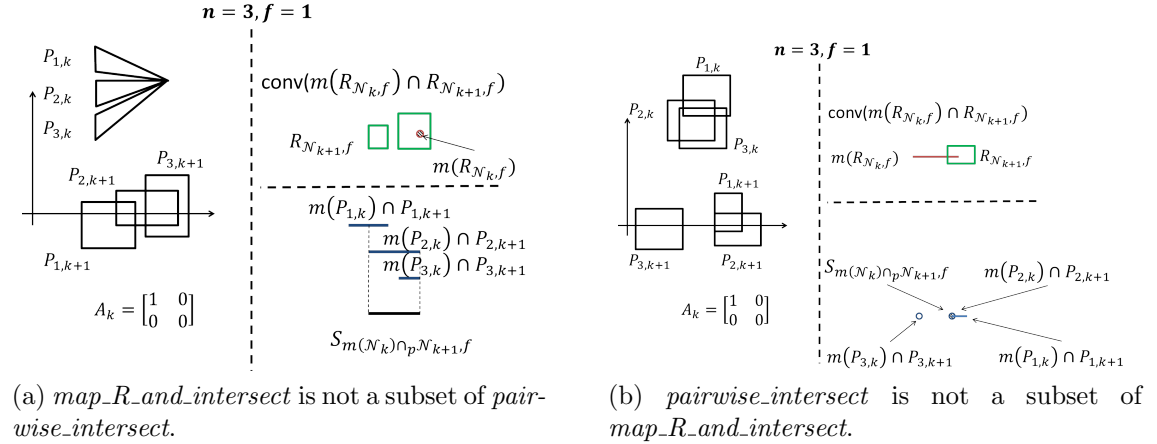 n = 3, f = 1
P_{1,k}
P_{2,k}
P_{3,k}
P_{3,k+1}
P_{2,k+1}
P_{1,k+1}
A_k = [1 0
0 0]
conv(m(R_{𝒩_k,f}) ∩ R_{𝒩_{k+1},f})
R_{𝒩_{k+1},f}
m(R_{𝒩_k,f})
m(P_{1,k}) ∩ P_{1,k+1}
m(P_{2,k}) ∩ P_{2,k+1}
m(P_{3,k}) ∩ P_{3,k+1}
S_{m(𝒩_k)∩_p𝒩_{k+1},f}
(a) map_R_and_intersect is not a subset of pair-
wise_intersect.
n = 3, f = 1
P_{1,k}
P_{2,k}
P_{3,k}
P_{1,k+1}
P_{3,k+1}
P_{2,k+1}
A_k = [1 0
0 0]
conv(m(R_{𝒩_k,f}) ∩ R_{𝒩_{k+1},f})
m(R_{𝒩_k,f})
R_{𝒩_{k+1},f}
S_{m(𝒩_k)∩_p𝒩_{k+1},f}
m(P_{2,k}) ∩ P_{2,k+1}
m(P_{3,k}) ∩ P_{3,k+1}
m(P_{1,k}) ∩ P_{1,k+1}
(b) pairwise_intersect is not a subset of
map_R_and_intersect.